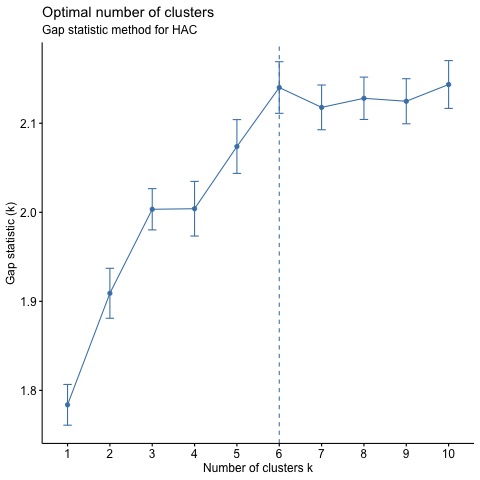 Optimal number of clusters
Gap statistic method for HAC
Gap statistic (k)
2.1
2.0
1.9
1.8
1 2 3 4 5 6 7 8 9 10
Number of clusters k